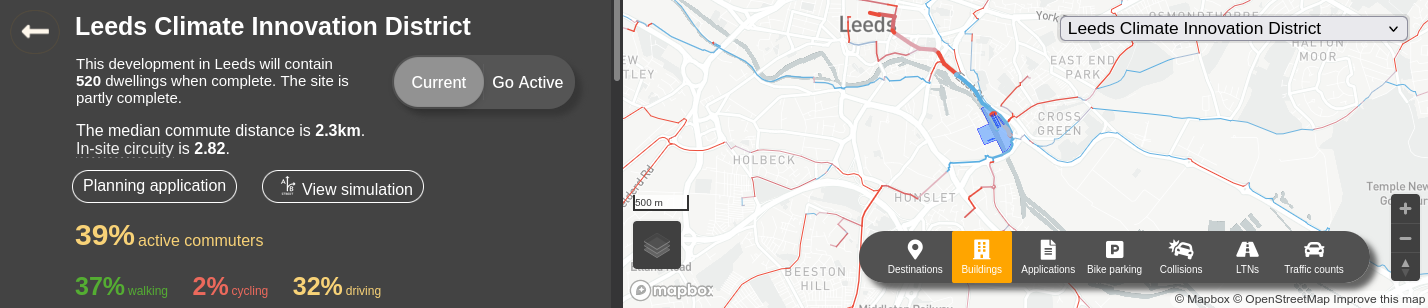 Leeds Climate Innovation District
This development in Leeds will contain
520 dwellings when complete. The site is
partly complete.
Current
Go Active
The median commute distance is 2.3km.
In-site circuity is 2.82.
Planning application
View simulation
39% active commuters
37% walking 2% cycling 32% driving
Leeds
York
OSMONDTHORPE
Leeds Climate Innovation District
HALTON
MOOR
EAST END
PARK
CROSS
GREEN
HOLBECK
HUNSLET
Temple New
500 m
BEESTON
HILL
Destinations
Buildings
Applications
Bike parking
Collisions
LTNs
Traffic counts
mapbox
© Mapbox © OpenStreetMap Improve this map